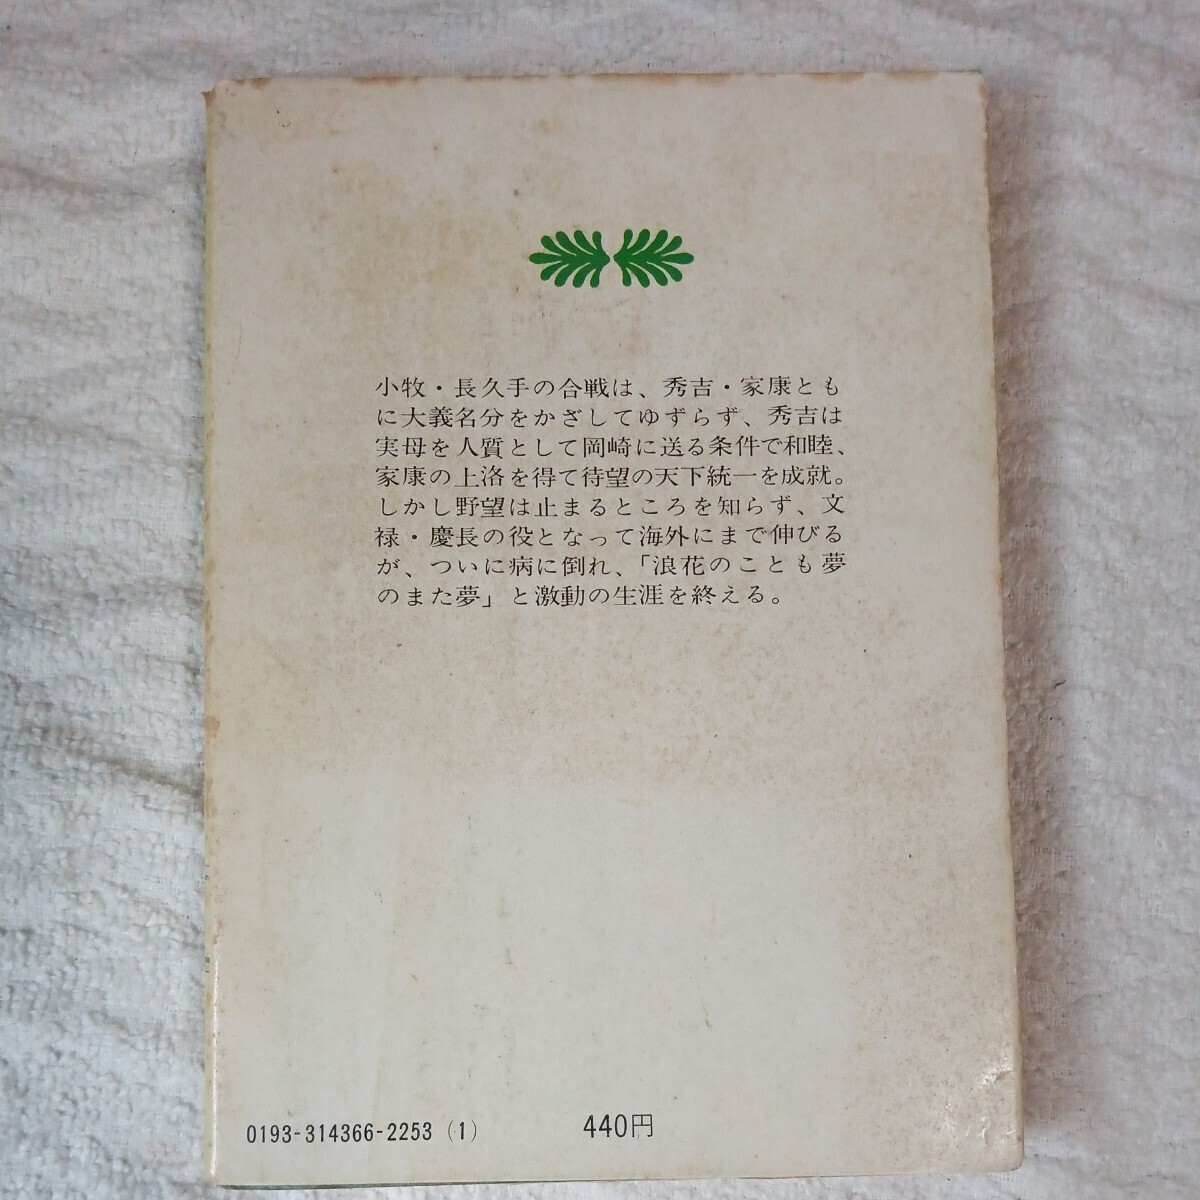 小牧・長久手の合戦は、秀吉・家康とも
に大義名分をかざしてゆずらず、秀吉は
実母を人質として岡崎に送る条件で和睦、
家康の上洛を得て待望の天下統一を成就。
しかし野望は止まるところを知らず、文
禄・慶長の役となって海外にまで伸びる
が、ついに病に倒れ、「浪花のことも夢
のまた夢」と激動の生涯を終える。
0193-314366-2253 (1) 440円